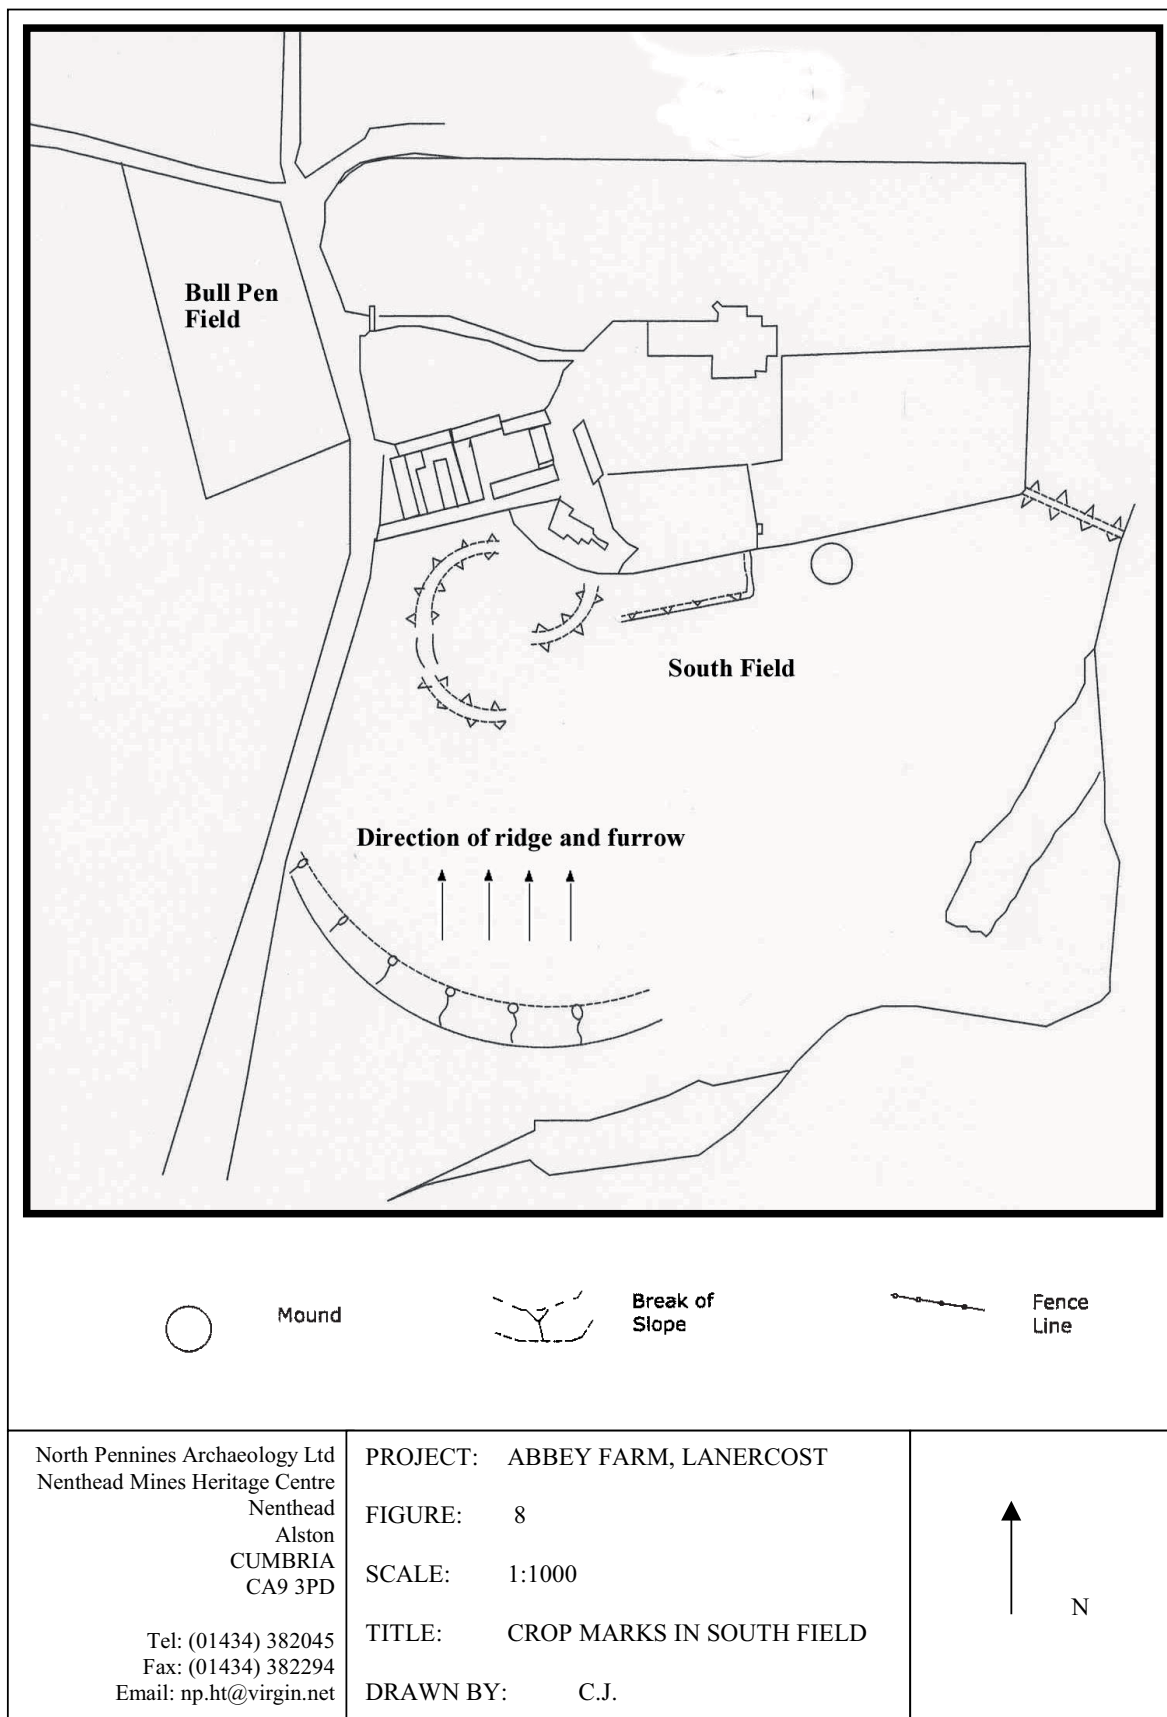 Bull Pen
Field
South Field
Direction of ridge and furrow
Mound
Break of
Slope
Fence
Line
North Pennines Archaeology Ltd
Nenthead Mines Heritage Centre
Nenthead
Alston
CUMBRIA
CA9 3PD
Tel: (01434) 382045
Fax: (01434) 382294
Email: np.ht@virgin.net
PROJECT: ABBEY FARM, LANERCOST
FIGURE: 8
SCALE: 1:1000
TITLE: CROP MARKS IN SOUTH FIELD
DRAWN BY: C.J.
N